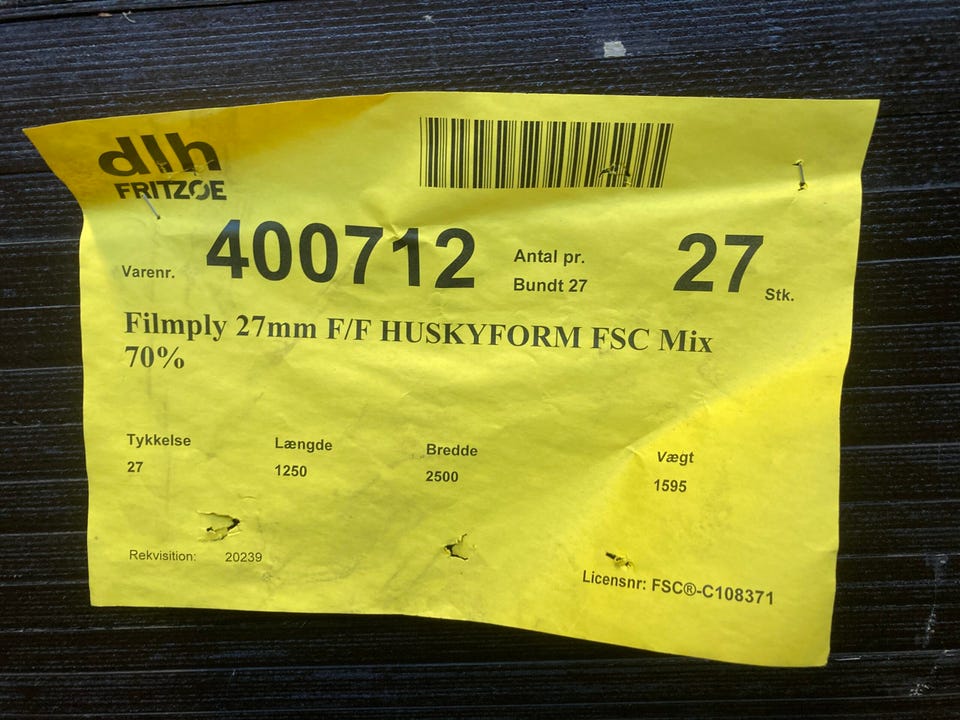 dlh
FRITZOE
Varenr. 400712 Antal pr. Bundt 27 27 Stk.
Filmply 27mm F/F HUSKYFORM FSC Mix
70%
Tykkelse Længde Bredde Vægt
27 1250 2500 1595
Rekvisition: 20239
Licensnr: FSC®-C108371